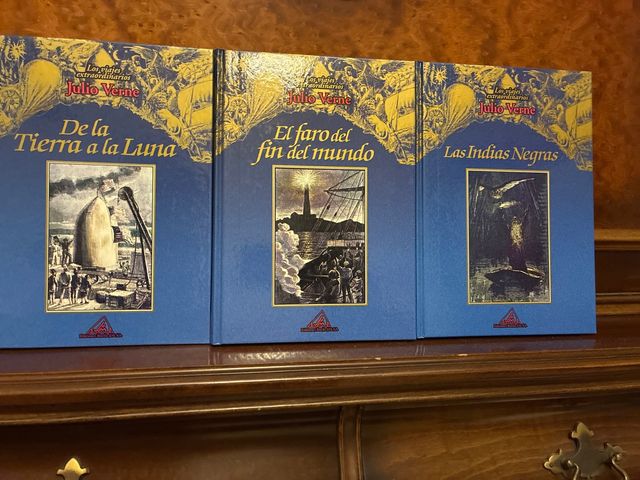 Los viajes
extraordinarios
Julio Verne
De la
Tierra a la Luna
Los viajes
extraordinarios
Julio Verne
El faro del
fin del mundo
Los viajes
extraordinarios
Julio Verne
Las Indias Negras